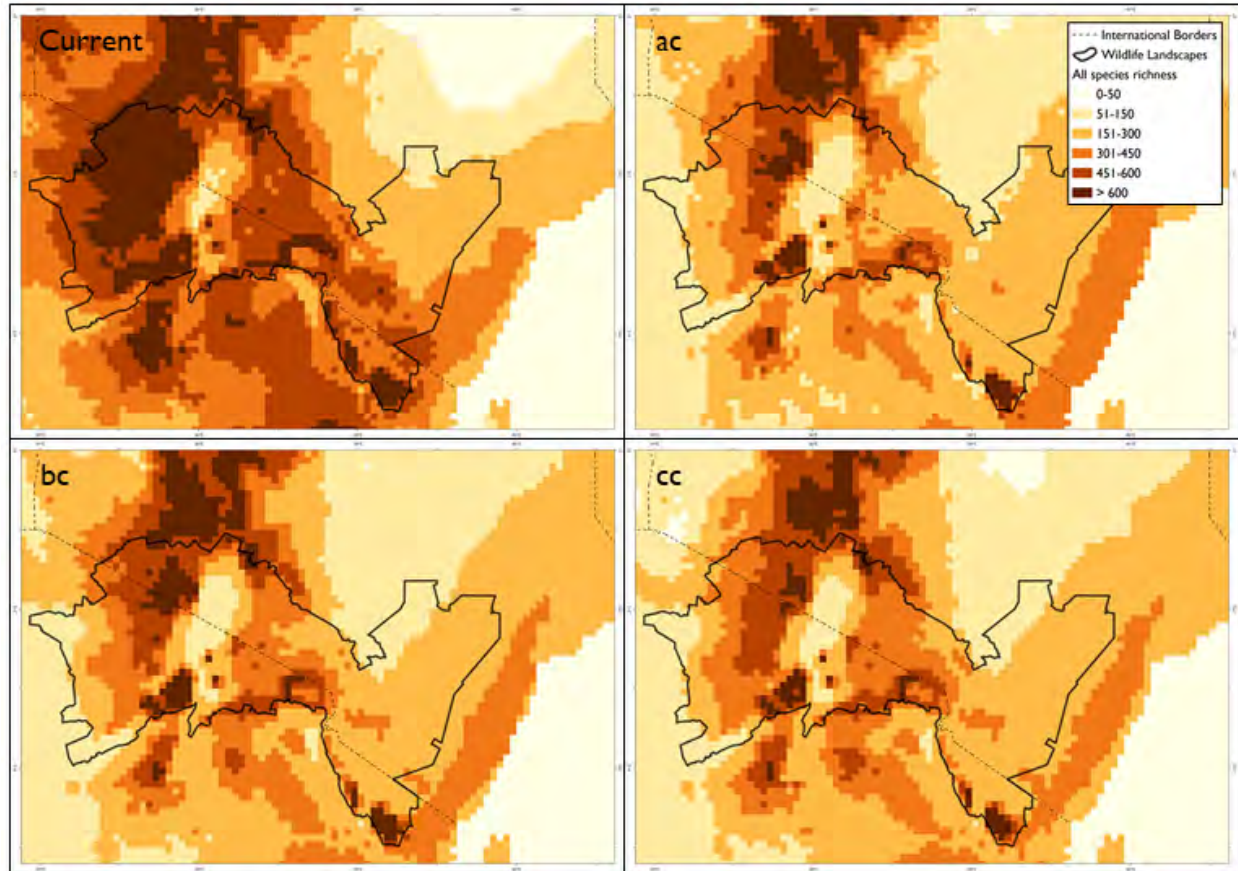 Current
ac
International Borders
Wildlife Landscapes
All species richness
0-50
51-150
151-300
301-450
451-600
> 600
bc
cc